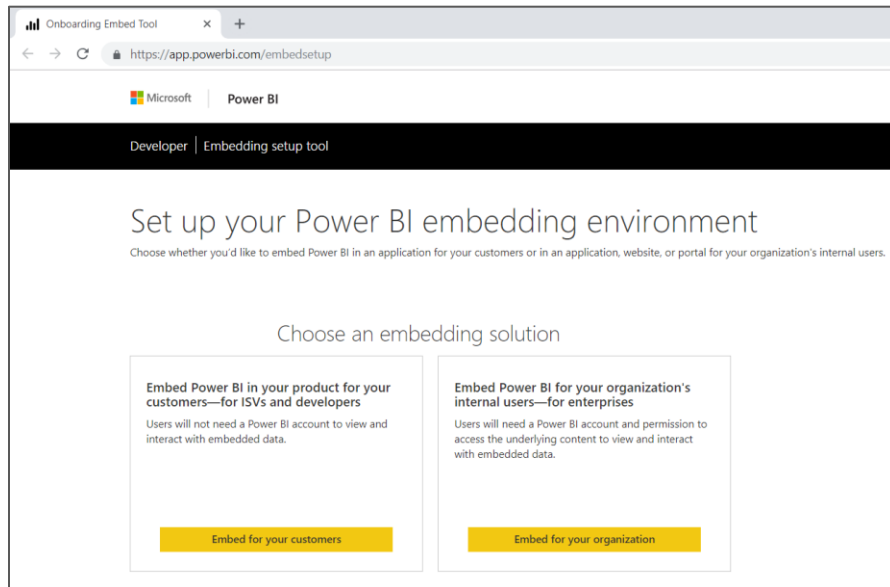 Onboarding Embed Tool
https://app.powerbi.com/embedsetup
Microsoft Power BI
Developer Embedding setup tool
Set up your Power BI embedding environment
Choose whether you'd like to embed Power BI in an application for your customers or in an application, website, or portal for your organization's internal users.
Choose an embedding solution
Embed Power BI in your product for your
customers—for ISVs and developers
Users will not need a Power BI account to view and
interact with embedded data.
Embed for your customers
Embed Power BI for your organization's
internal users—for enterprises
Users will need a Power BI account and permission to
access the underlying content to view and interact
with embedded data.
Embed for your organization